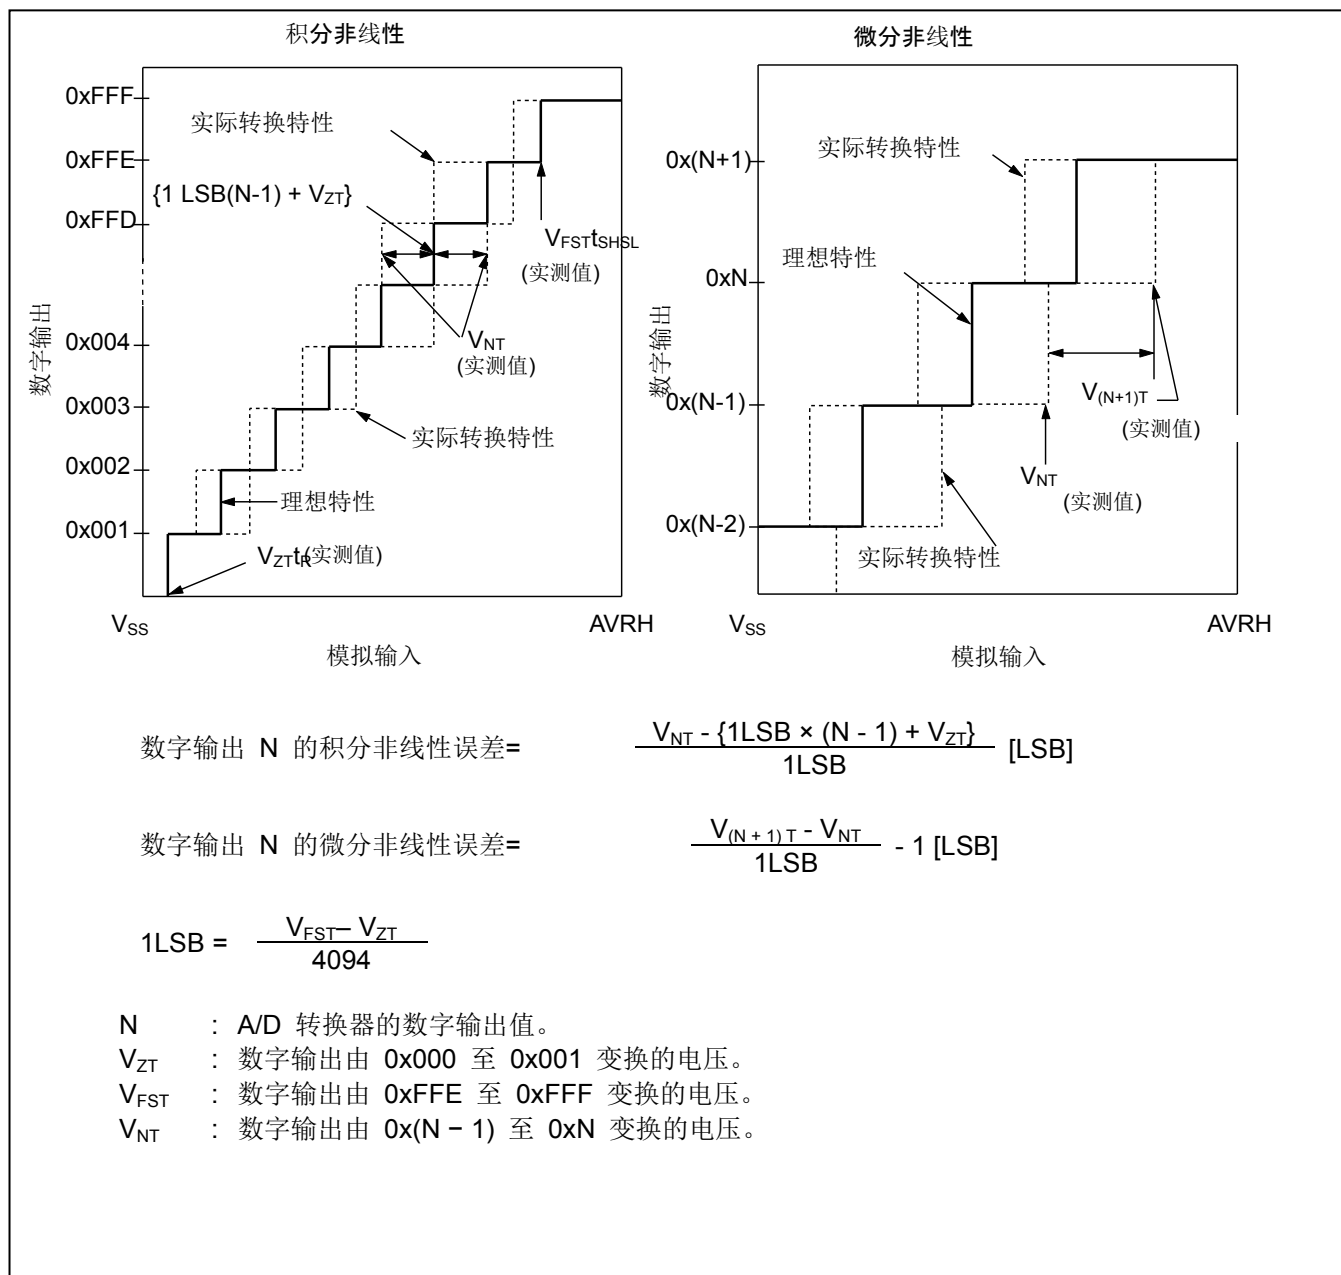 积分非线性
0xFFF
实际转换特性
0xFFE
{1 LSB(N-1) + VZT}
0xFFD
VFSTtSHSL
(实测值)
0x004
VNT
(实测值)
0x003
实际转换特性
0x002
理想特性
0x001
VZTtR(实测值)
数字输出
VSS
AVRH
模拟输入
微分非线性
0x(N+1)
实际转换特性
理想特性
0xN
0x(N-1)
V(N+1)T
(实测值)
VNT
(实测值)
0x(N-2)
实际转换特性
数字输出
VSS
AVRH
模拟输入
数字输出 N 的积分非线性误差=
VNT - {1LSB × (N - 1) + VZT}
1LSB
[LSB]
数字输出 N 的微分非线性误差=
V(N + 1) T - VNT
1LSB
- 1 [LSB]
1LSB =
VFST– VZT
4094
N : A/D 转换器的数字输出值。
VZT : 数字输出由 0x000 至 0x001 变换的电压。
VFST : 数字输出由 0xFFE 至 0xFFF 变换的电压。
VNT : 数字输出由 0x(N − 1) 至 0xN 变换的电压。